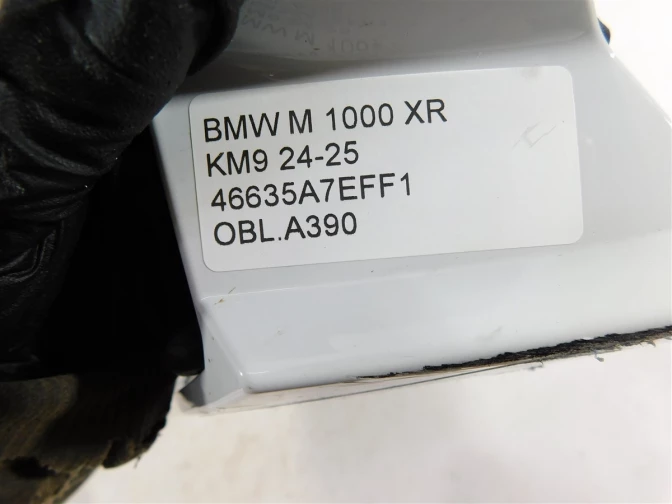 BMW M 1000 XR
KM9 24-25
46635A7EFF1
OBL.A390